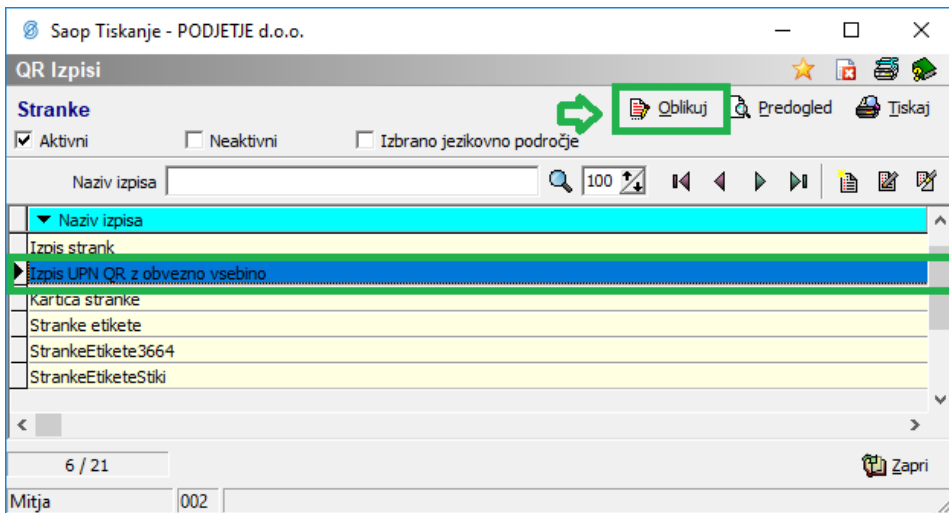 Saop Tiskanje - PODJETJE d.o.o.
QR Izpisi
Stranke
Oblikuj
Predogled
Tiskaj
Aktivni
Neaktivni
Izbrano jezikovno področje
Naziv izpisa
100
Naziv izpisa
Izpis strank
Izpis UPN QR z obvezno vsebino
Kartica stranke
Stranke etikete
StrankeEtikete3664
StrankeEtiketeStiki
6 / 21
Zapri
Mitja
002